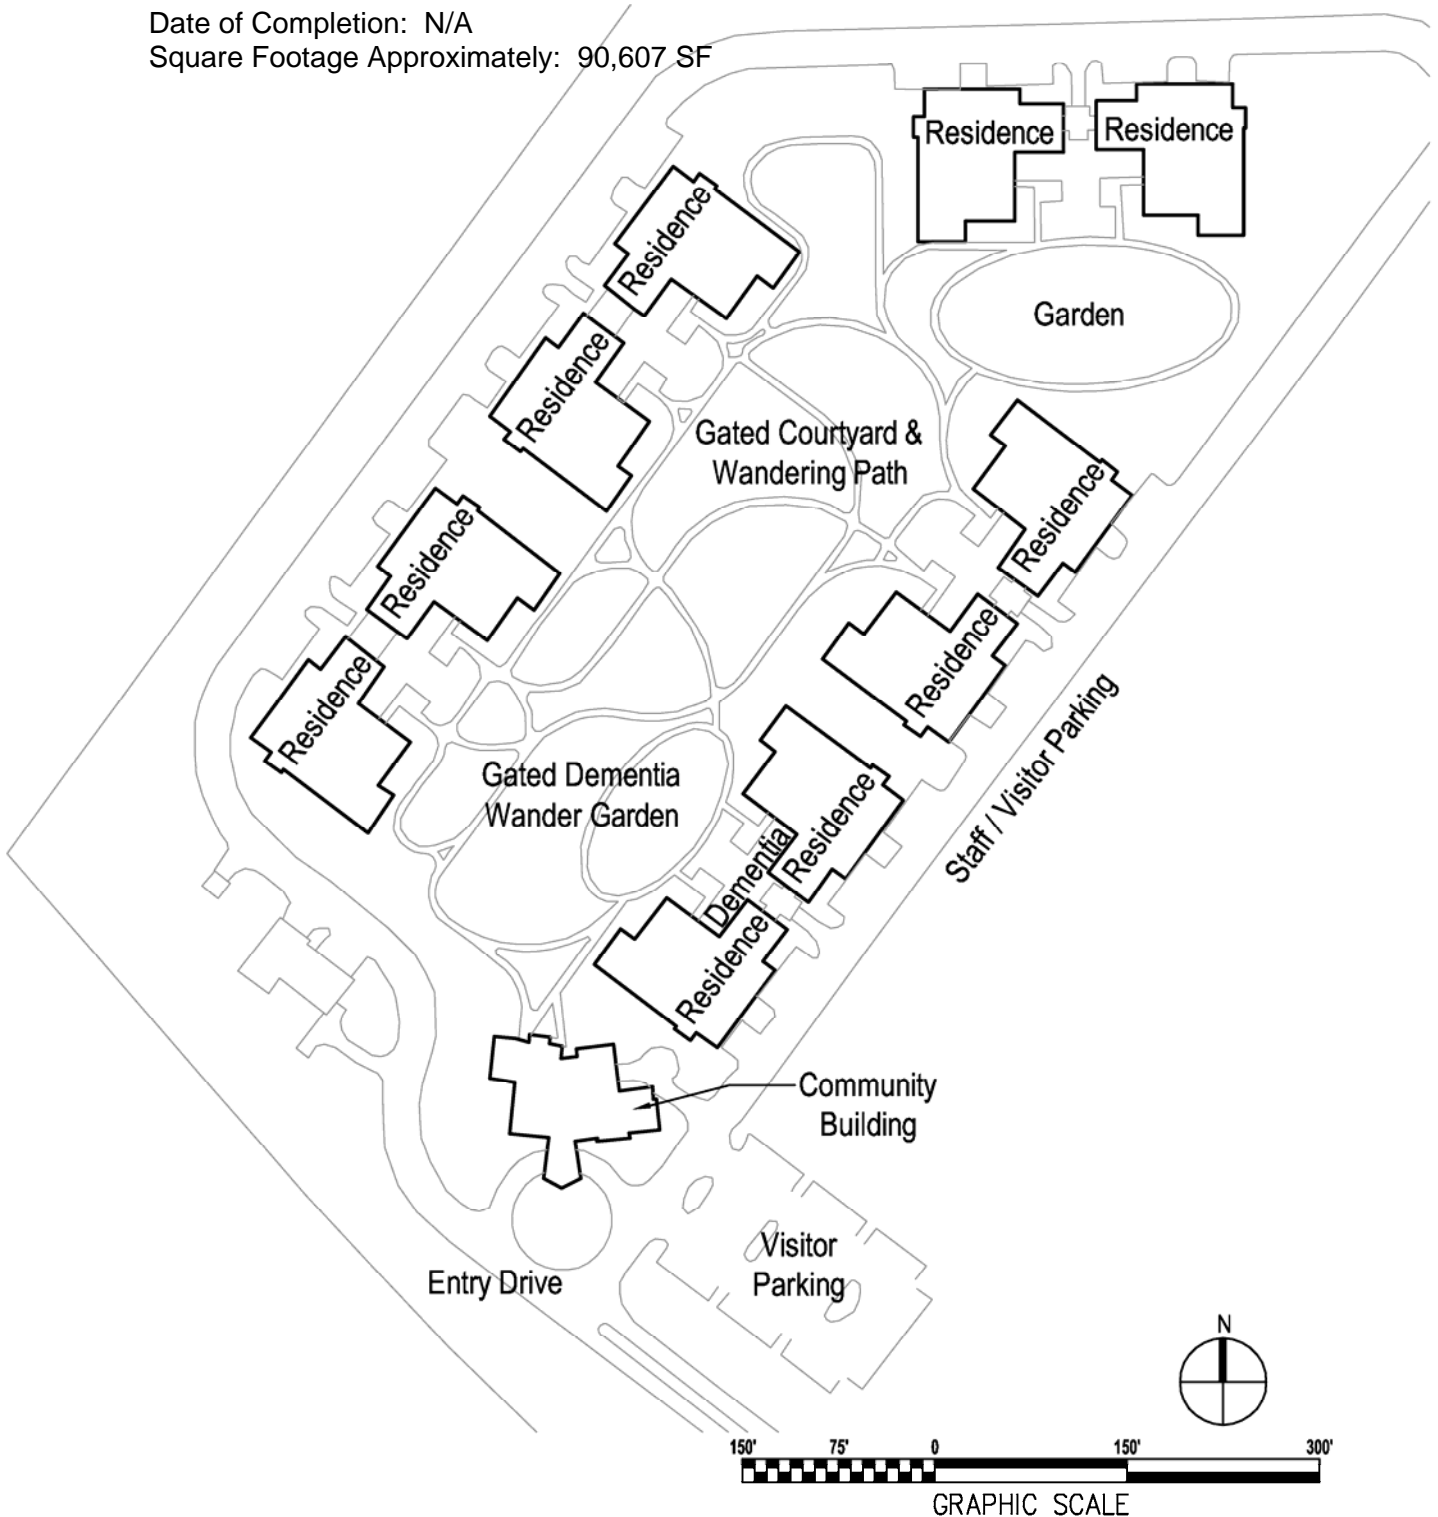 Date of Completion:  N/A
Square Footage Approximately:  90,607 SF
Residence
Residence
Residence
Garden
Residence
Gated Courtyard &
Wandering Path
Residence
Residence
Residence
Residence
Gated Dementia
Wander Garden
Staff / Visitor Parking
Residence
Dementia
Residence
Community
Building
Visitor
Parking
Entry Drive
N
150' 75' 0 150' 300'
GRAPHIC SCALE